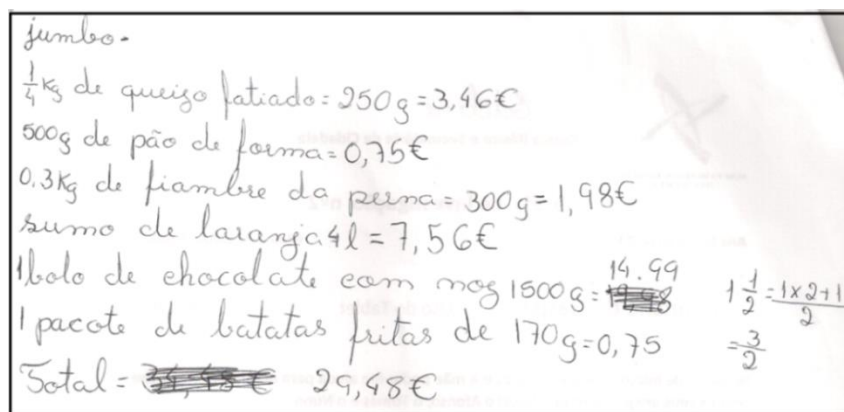 jumbo.
1/4 kg de queigo fatiado = 250g = 3,46€
500g de pão de forma = 0,75€
0.3Kg de fiambre da perna = 300g = 1,98€
sumo de laranja 4l = 7,56€
1 bolo de chocolate com nog 1500g = 14.99
1 1/2 = 1x2+1/2
1 pacote de batatas fritas de 170g = 0,75
= 3/2
Total = 29,48€